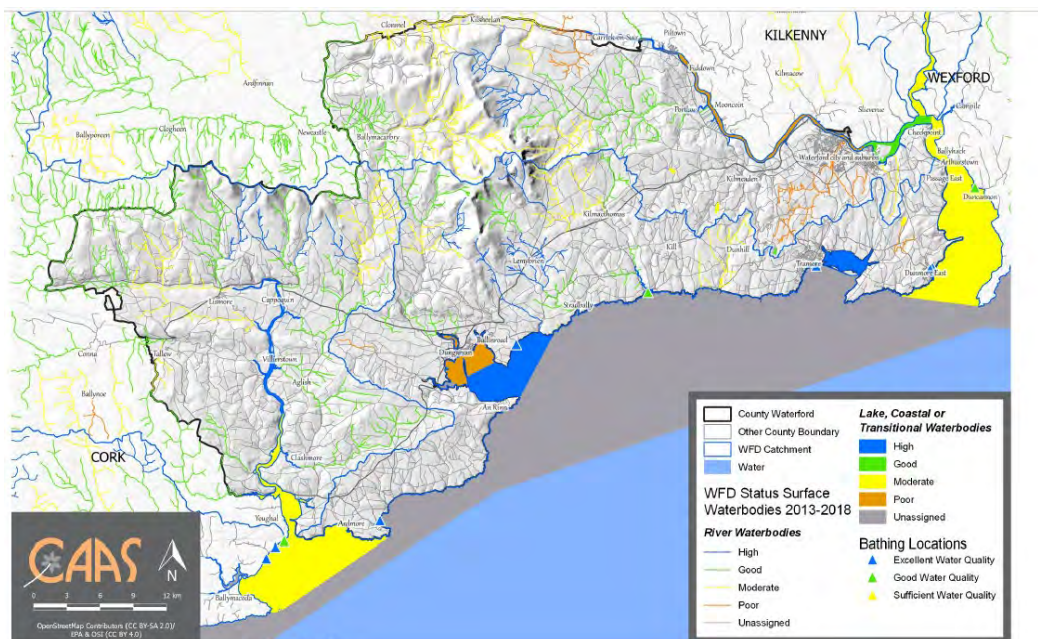 Clonmel
Kilsheelan
Carrick-on-Suir
Piltown
KILKENNY
Fiddown
WEXFORD
Ardfinnan
Kilmacow
Portlaw
Mooncoin
Slieverue
Campile
Clogheen
Ballyporeen
Newcastle
Ballymacarbry
Cheekpoint
Waterford city and suburbs
Ballyhack
Arthurstown
Passage East
Kilmeaden
Duncannon
Kilmacthomas
Dunhill
Kill
Lemybrien
Tramore
Dunmore East
Lismore
Cappoquin
Stradbally
Conna
Tallow
Villierstown
Dungarvan
Ballinroad
Ballynoe
Aglish
An Rinn
CORK
Clashmore
Youghal
Ardmore
Ballymacoda
CAAS
N
0 3 6 9 12 km
OpenStreetMap Contributors (CC BY-SA 2.0)/
EPA & OSI (CC BY 4.0)
County Waterford
Other County Boundary
WFD Catchment
Water
WFD Status Surface
Waterbodies 2013-2018
River Waterbodies
High
Good
Moderate
Poor
Unassigned
Lake, Coastal or
Transitional Waterbodies
High
Good
Moderate
Poor
Unassigned
Bathing Locations
Excellent Water Quality
Good Water Quality
Sufficient Water Quality